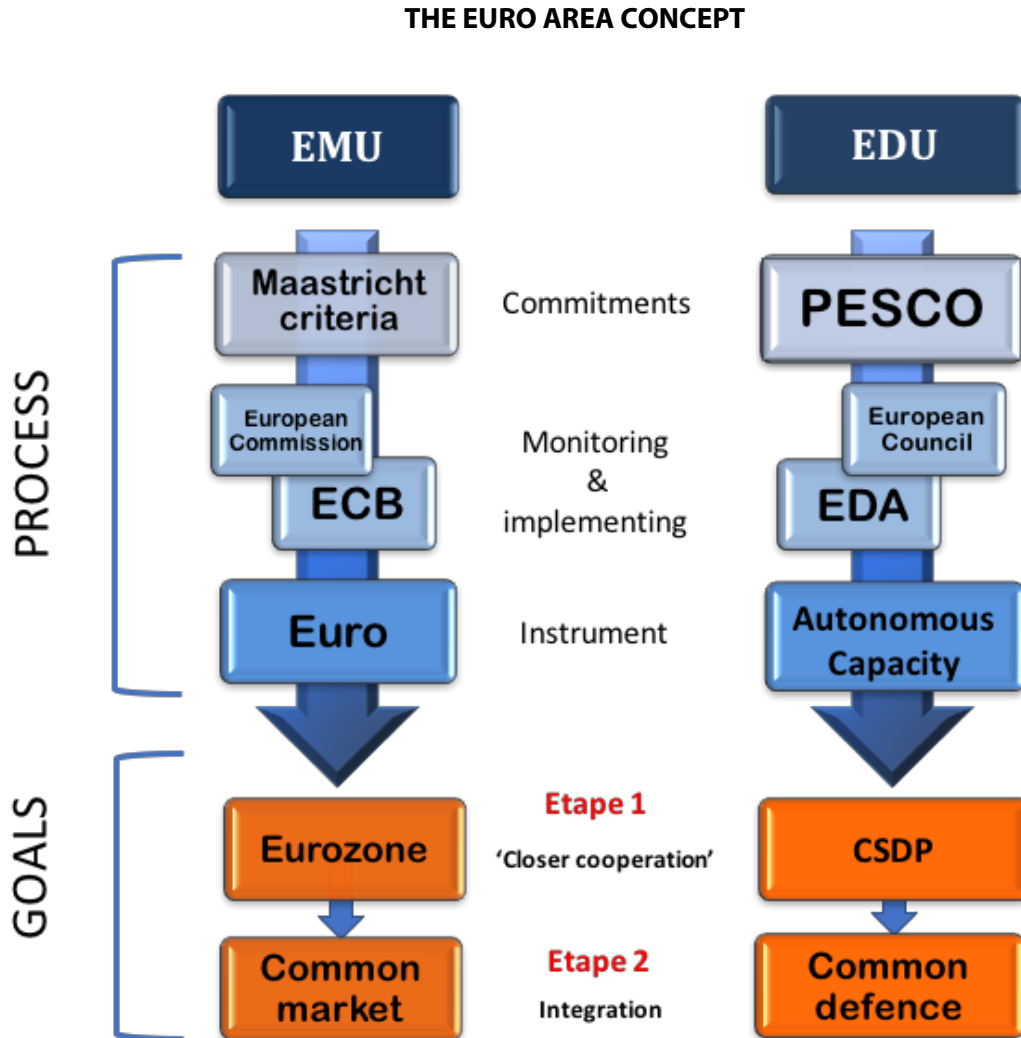 THE EURO AREA CONCEPT
EMU
EDU
PROCESS
Maastricht
criteria
Commitments
PESCO
European
Commission
ECB
Monitoring
&
implementing
European
Council
EDA
Euro
Instrument
Autonomous
Capacity
GOALS
Eurozone
Etape 1
'Closer cooperation'
CSDP
Common
market
Etape 2
Integration
Common
defence